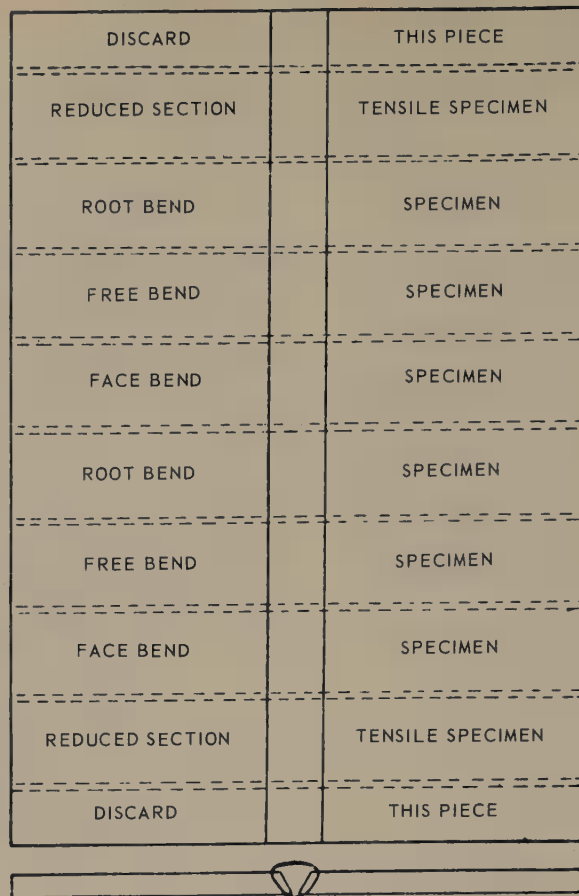 DISCARD THIS PIECE
REDUCED SECTION TENSILE SPECIMEN
ROOT BEND SPECIMEN
FREE BEND SPECIMEN
FACE BEND SPECIMEN
ROOT BEND SPECIMEN
FREE BEND SPECIMEN
FACE BEND SPECIMEN
REDUCED SECTION TENSILE SPECIMEN
DISCARD THIS PIECE